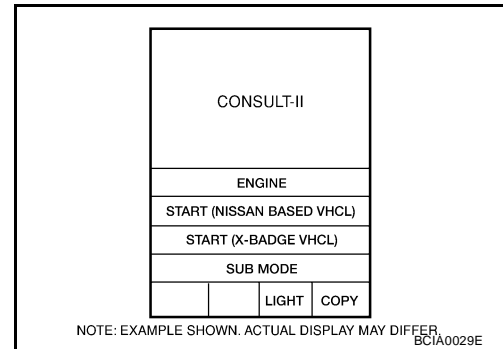 CONSULT-II
ENGINE
START (NISSAN BASED VHCL)
START (X-BADGE VHCL)
SUB MODE
LIGHT COPY
NOTE: EXAMPLE SHOWN. ACTUAL DISPLAY MAY DIFFER.
BCIA0029E